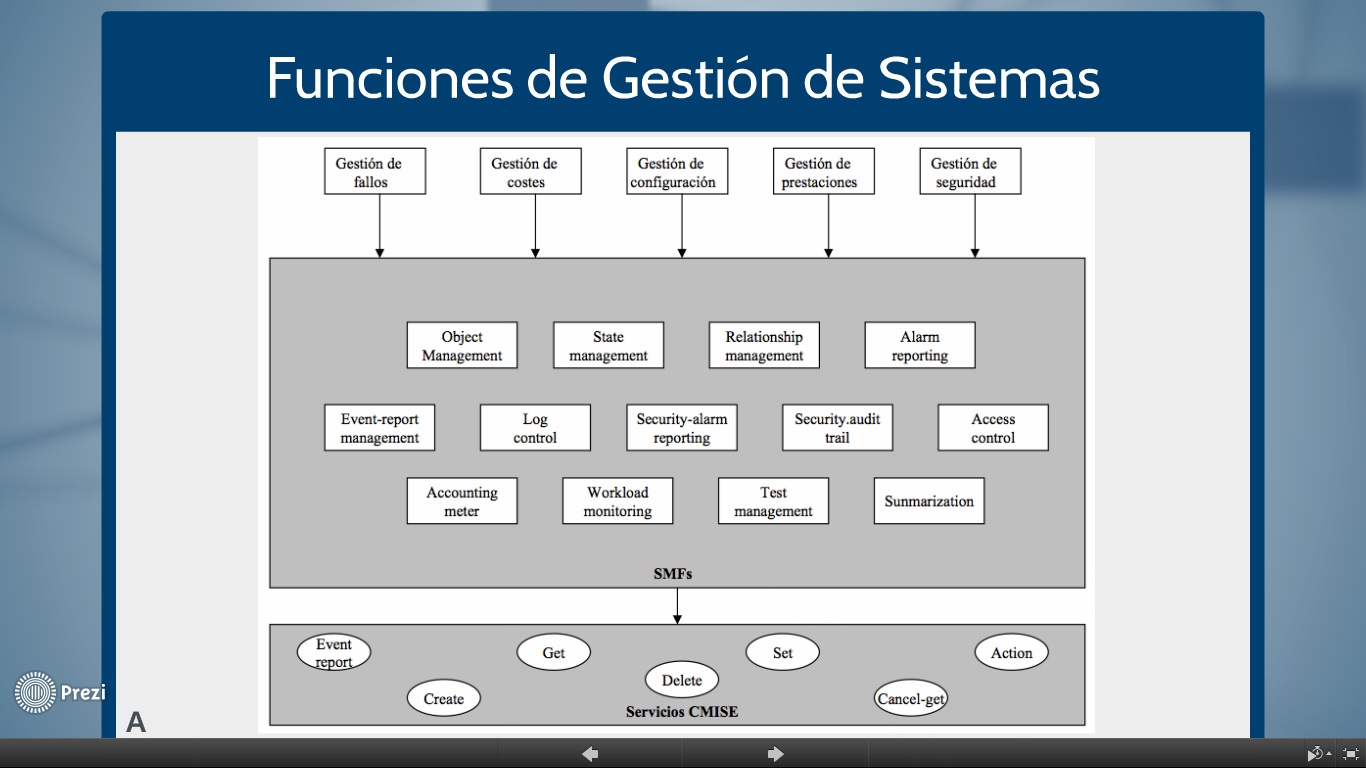 Funciones de Gestión de Sistemas
Gestión de
fallos
Gestión de
costes
Gestión de
configuración
Gestión de
prestaciones
Gestión de
seguridad
Object
Management
State
management
Relationship
management
Alarm
reporting
Event-report
management
Log
control
Security-alarm
reporting
Security.audit
trail
Access
control
Accounting
meter
Workload
monitoring
Test
management
Sunmarization
SMFs
Event
report
Get
Set
Action
Delete
Create
Cancel-get
Servicios CMISE
Prezi
A